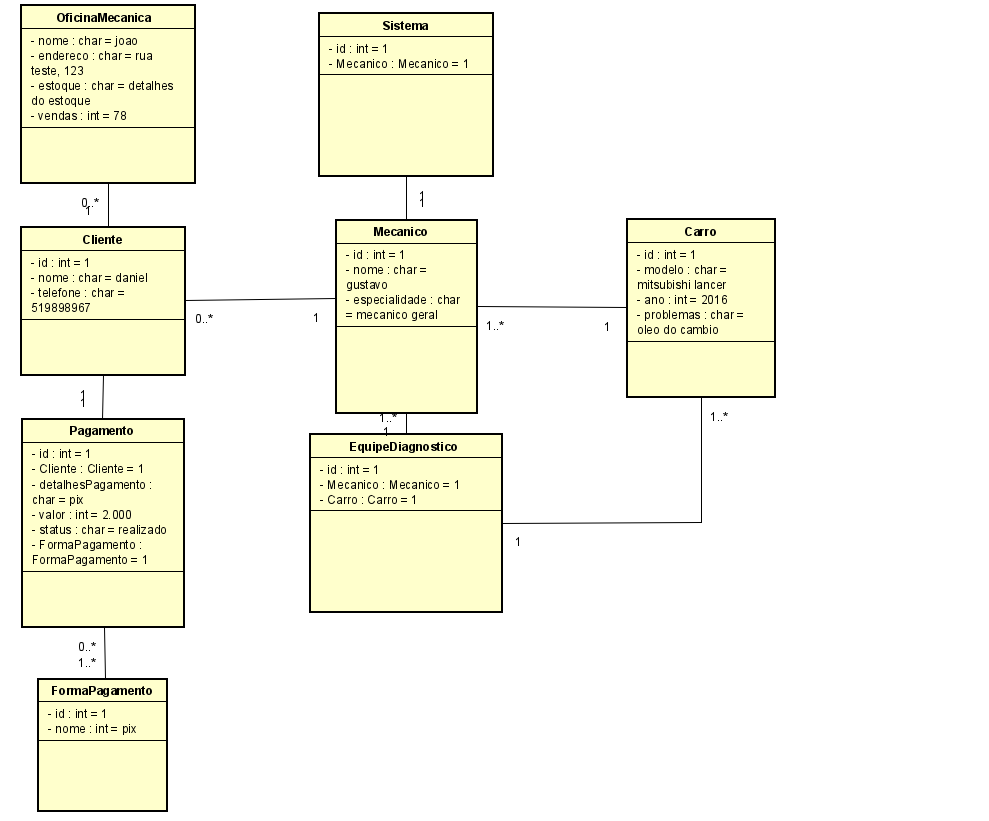 OficinaMecanica
- nome : char = joao
- endereco : char = rua
teste, 123
- estoque : char = detalhes
do estoque
- vendas : int = 78
Sistema
- id : int = 1
- Mecanico : Mecanico = 1
0..*
1
1
1
Cliente
- id : int = 1
- nome : char = daniel
- telefone : char =
519898967
Mecanico
- id : int = 1
- nome : char =
gustavo
- especialidade : char
= mecanico geral
Carro
- id : int = 1
- modelo : char =
mitsubishi lancer
- ano : int = 2016
- problemas : char =
oleo do cambio
0..*
1
1..*
1
1
1
1..*
1
1..*
Pagamento
- id : int = 1
- Cliente : Cliente = 1
- detalhesPagamento :
char = pix
- valor : int = 2.000
- status : char = realizado
- FormaPagamento :
FormaPagamento = 1
EquipeDiagnostico
- id : int = 1
- Mecanico : Mecanico = 1
- Carro : Carro = 1
1
0..*
1..*
FormaPagamento
- id : int = 1
- nome : int = pix